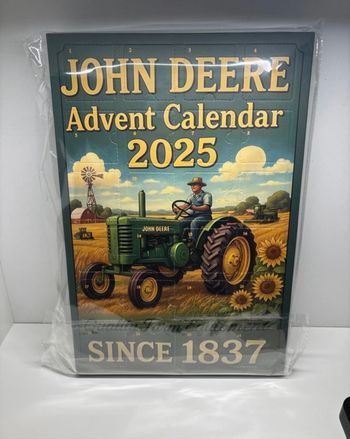 JOHN DEERE
Advent Calendar
2025
JOHN DEERE
SINCE 1837